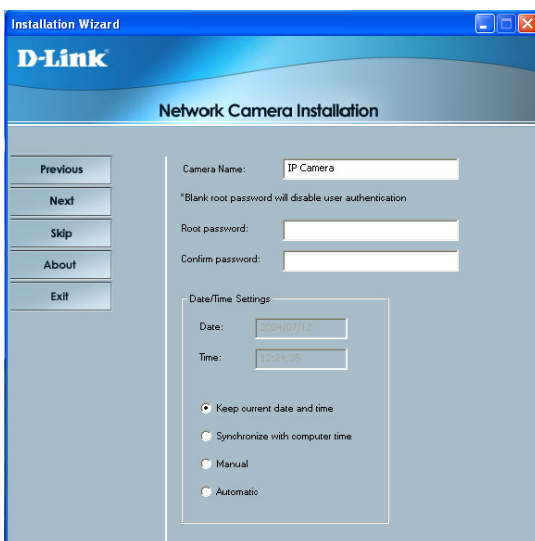 Installation Wizard
D-Link
Network Camera Installation
Previous
Next
Skip
About
Exit
Camera Name: IP Camera
*Blank root password will disable user authentication
Root password:
Confirm password:
Date/Time Settings
Date: 2004/07/12
Time: 12:24:35
Keep current date and time
Synchronize with computer time
Manual
Automatic